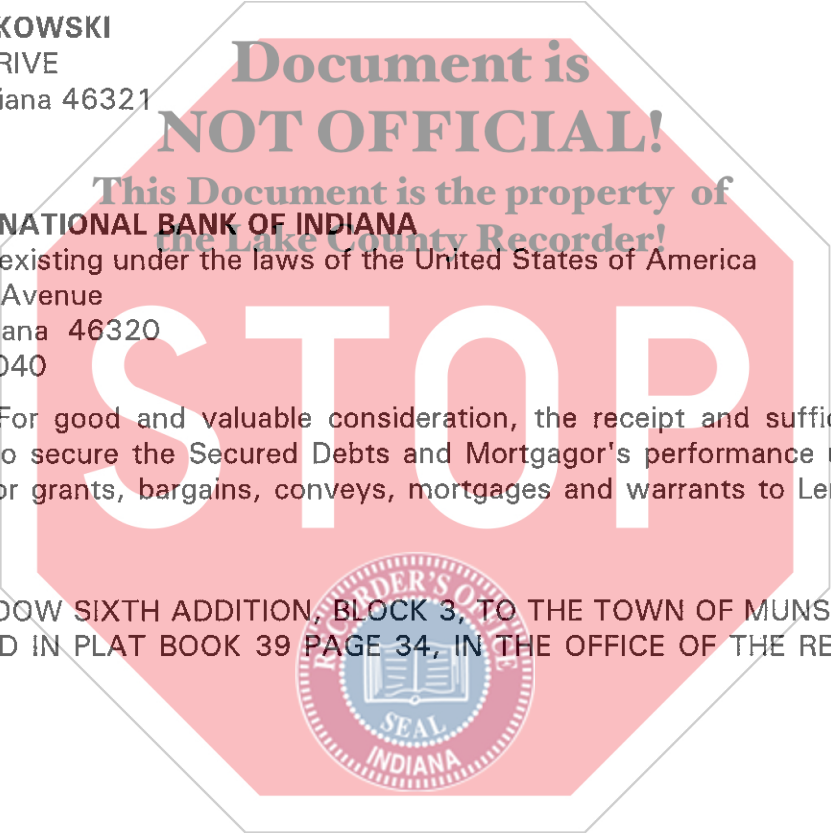 KOWSKI
RIVE
iana 46321
Document is
NOT OFFICIAL!
This Document is the property of
the Lake County Recorder!
NATIONAL BANK OF INDIANA
existing under the laws of the United States of America
Avenue
ana 46320
040
STOP
For good and valuable consideration, the receipt and suffic
o secure the Secured Debts and Mortgagor's performance u
or grants, bargains, conveys, mortgages and warrants to Len
DOW SIXTH ADDITION, BLOCK 3, TO THE TOWN OF MUNS
D IN PLAT BOOK 39 PAGE 34, IN THE OFFICE OF THE RE
RECORDER'S OFFICE
SEAL
INDIANA